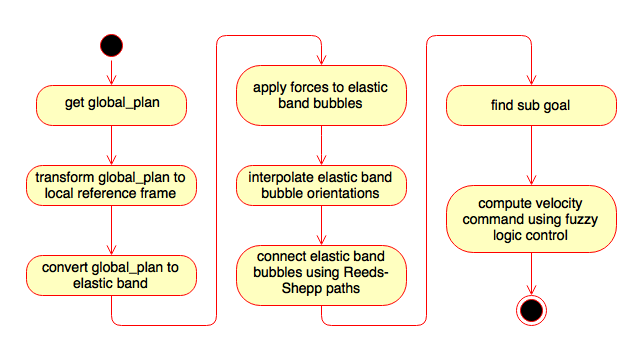 get global_plan
transform global_plan to
local reference frame
convert global_plan to
elastic band
apply forces to elastic
band bubbles
interpolate elastic band
bubble orientations
connect elastic band
bubbles using Reeds-
Shepp paths
find sub goal
compute velocity
command using fuzzy
logic control